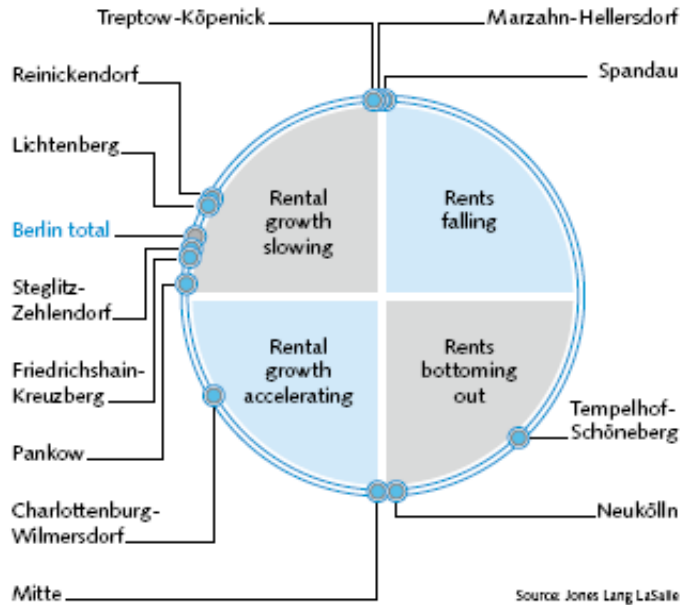 Treptow-Köpenick
Marzahn-Hellersdorf
Reinickendorf
Spandau
Lichtenberg
Berlin total
Steglitz-
Zehlendorf
Friedrichshain-
Kreuzberg
Pankow
Charlottenburg-
Wilmersdorf
Mitte
Rental
growth
slowing
Rents
falling
Rental
growth
accelerating
Rents
bottoming
out
Tempelhof-
Schöneberg
Neukölln
Source: Jones Lang LaSalle